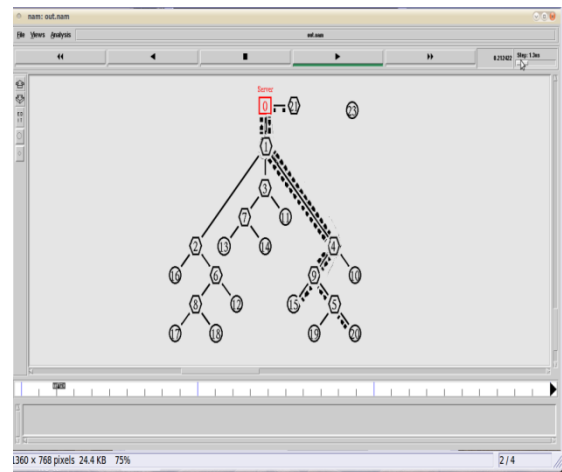 nam: out.nam
File Views Analysis out.nam
8.212422 Step: 1.3ms
Server
0 21 23
1
3
7 11
2 13 14 4
16 6 9 10
8 12 15 5
17 18 19 20
1360 × 768 pixels 24.4 KB 75% 2 / 4